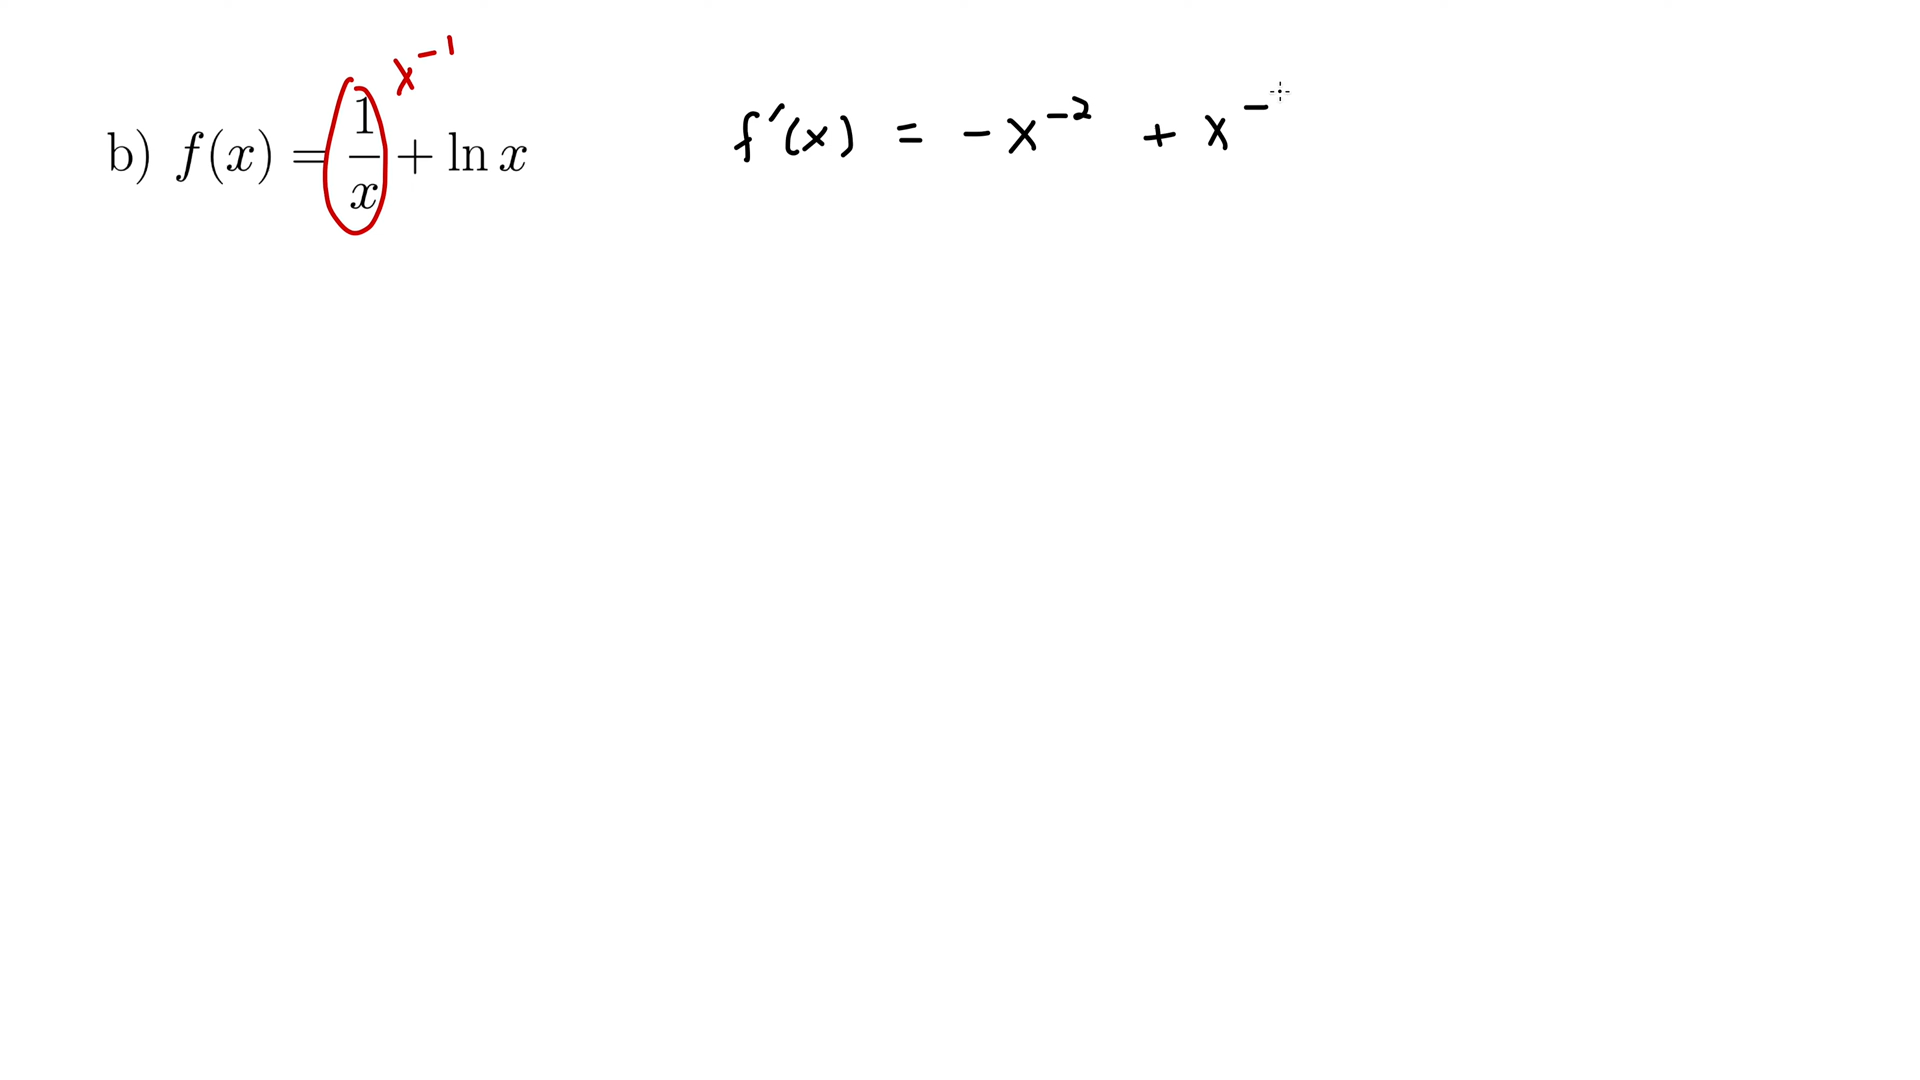 x⁻¹
b) f(x) = 1/x + ln x
f′(x) = −x⁻² + x⁻